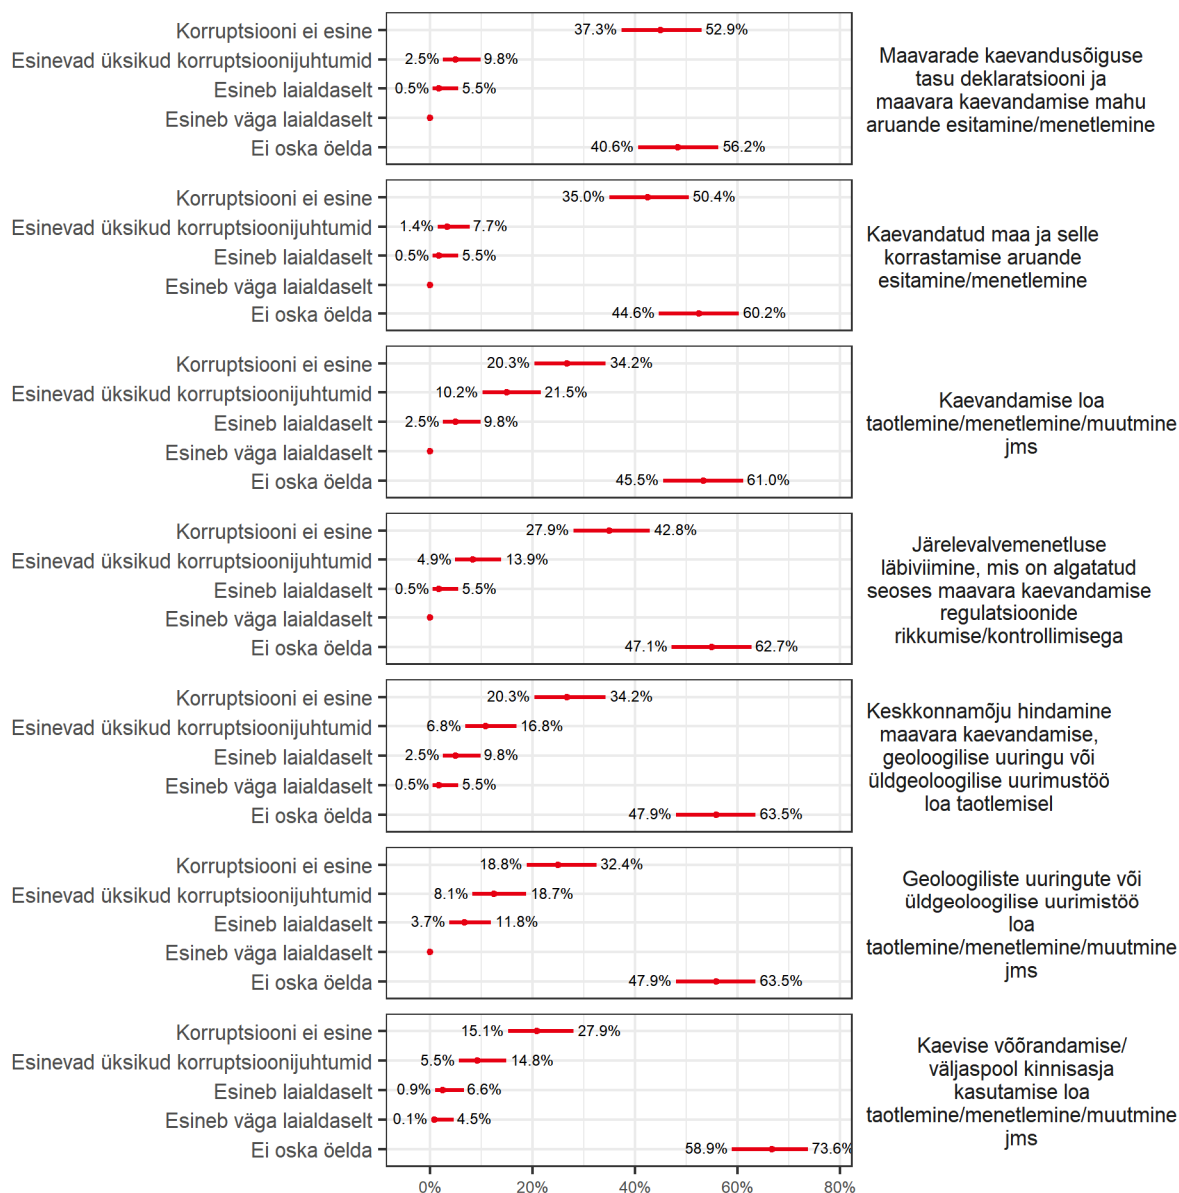 Korruptsiooni ei esine 37.3% 52.9%
Esinevad üksikud korruptsioonijuhtumid 2.5% 9.8%
Esineb laialdaselt 0.5% 5.5%
Esineb väga laialdaselt
Ei oska öelda 40.6% 56.2%
Maavarade kaevandusõiguse
tasu deklaratsiooni ja
maavara kaevandamise mahu
aruande esitamine/menetlemine
Korruptsiooni ei esine 35.0% 50.4%
Esinevad üksikud korruptsioonijuhtumid 1.4% 7.7%
Esineb laialdaselt 0.5% 5.5%
Esineb väga laialdaselt
Ei oska öelda 44.6% 60.2%
Kaevandatud maa ja selle
korrastamise aruande
esitamine/menetlemine
Korruptsiooni ei esine 20.3% 34.2%
Esinevad üksikud korruptsioonijuhtumid 10.2% 21.5%
Esineb laialdaselt 2.5% 9.8%
Esineb väga laialdaselt
Ei oska öelda 45.5% 61.0%
Kaevandamise loa
taotlemine/menetlemine/muutmine
jms
Korruptsiooni ei esine 27.9% 42.8%
Esinevad üksikud korruptsioonijuhtumid 4.9% 13.9%
Esineb laialdaselt 0.5% 5.5%
Esineb väga laialdaselt
Ei oska öelda 47.1% 62.7%
Järelevalvemenetluse
läbiviimine, mis on algatatud
seoses maavara kaevandamise
regulatsioonide
rikkumise/kontrollimisega
Korruptsiooni ei esine 20.3% 34.2%
Esinevad üksikud korruptsioonijuhtumid 6.8% 16.8%
Esineb laialdaselt 2.5% 9.8%
Esineb väga laialdaselt 0.5% 5.5%
Ei oska öelda 47.9% 63.5%
Keskkonnamõju hindamine
maavara kaevandamise,
geoloogilise uuringu või
üldgeoloogilise uurimustöö
loa taotlemisel
Korruptsiooni ei esine 18.8% 32.4%
Esinevad üksikud korruptsioonijuhtumid 8.1% 18.7%
Esineb laialdaselt 3.7% 11.8%
Esineb väga laialdaselt
Ei oska öelda 47.9% 63.5%
Geoloogiliste uuringute või
üldgeoloogilise uurimistöö
loa
taotlemine/menetlemine/muutmine
jms
Korruptsiooni ei esine 15.1% 27.9%
Esinevad üksikud korruptsioonijuhtumid 5.5% 14.8%
Esineb laialdaselt 0.9% 6.6%
Esineb väga laialdaselt 0.1% 4.5%
Ei oska öelda 58.9% 73.6%
Kaevise võõrandamise/
väljaspool kinnisasja
kasutamise loa
taotlemine/menetlemine/muutmine
jms
0% 20% 40% 60% 80%